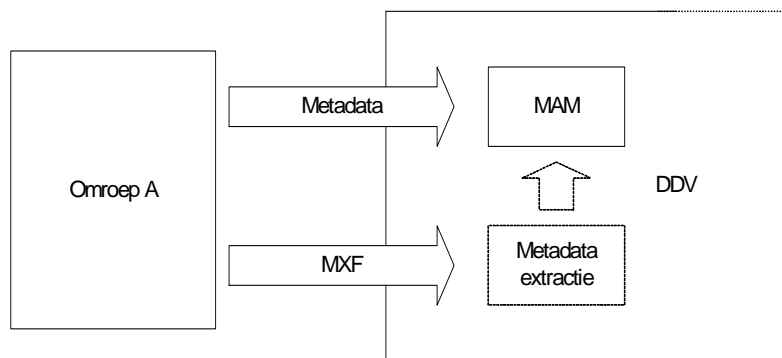 Metadata
MAM
Omroep A
DDV
MXF
Metadata
extractie